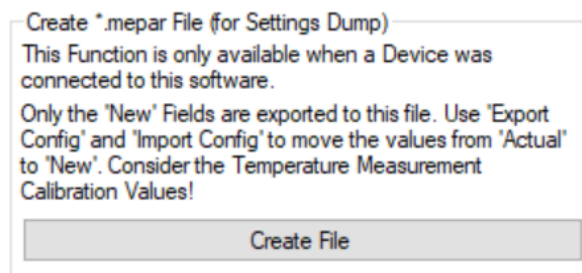 Create *.mepar File (for Settings Dump)
This Function is only available when a Device was
connected to this software.
Only the 'New' Fields are exported to this file. Use 'Export
Config' and 'Import Config' to move the values from 'Actual'
to 'New'. Consider the Temperature Measurement
Calibration Values!
Create File